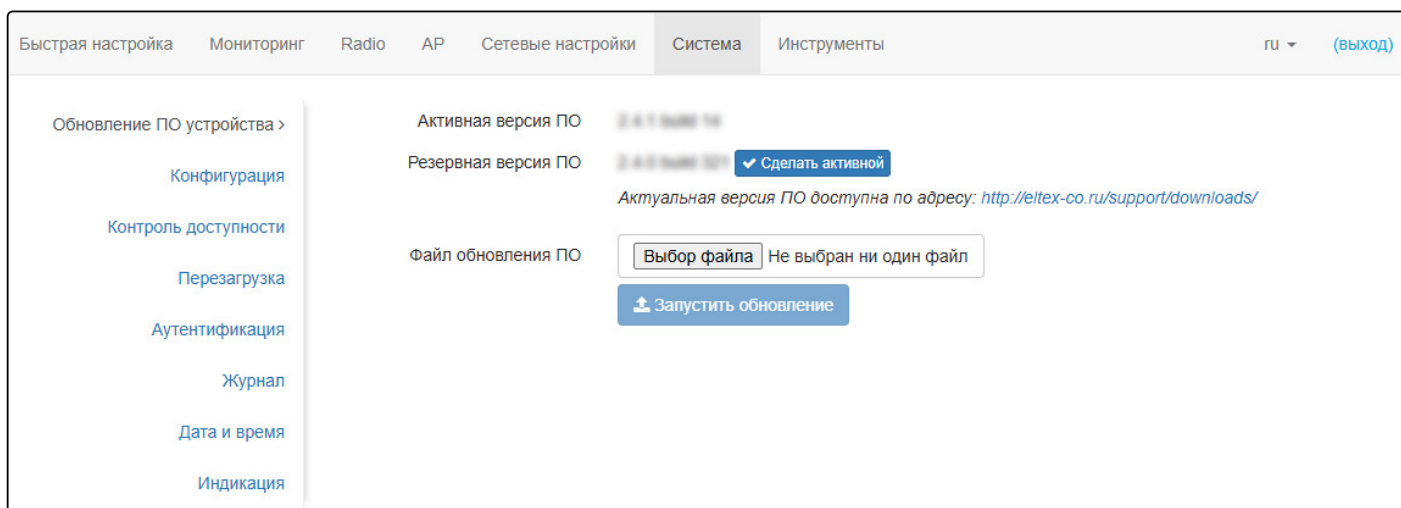 Быстрая настройка Мониторинг Radio AP Сетевые настройки Система Инструменты ru (выход)
Обновление ПО устройства >
Конфигурация
Контроль доступности
Перезагрузка
Аутентификация
Журнал
Дата и время
Индикация
Активная версия ПО
Резервная версия ПО Сделать активной
Актуальная версия ПО доступна по адресу: http://eltex-co.ru/support/downloads/
Файл обновления ПО Выбор файла Не выбран ни один файл
Запустить обновление